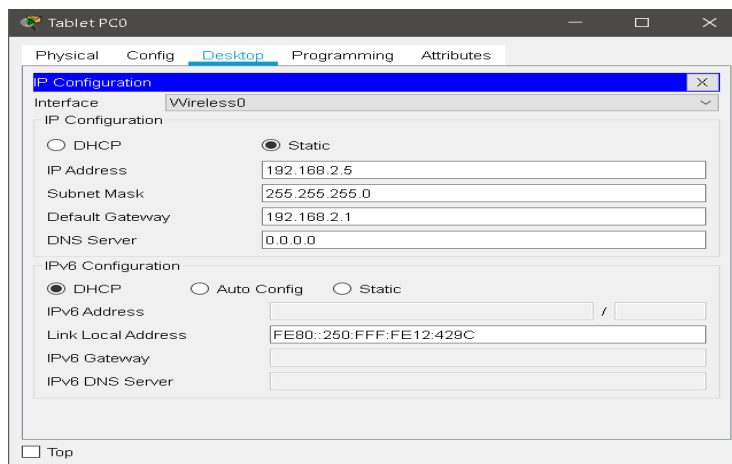 Tablet PC0
Physical Config Desktop Programming Attributes
IP Configuration X
Interface Wireless0
IP Configuration
DHCP Static
IP Address 192.168.2.5
Subnet Mask 255.255.255.0
Default Gateway 192.168.2.1
DNS Server 0.0.0.0
IPv6 Configuration
DHCP Auto Config Static
IPv6 Address /
Link Local Address FE80::250:FFF:FE12:429C
IPv6 Gateway
IPv6 DNS Server
Top